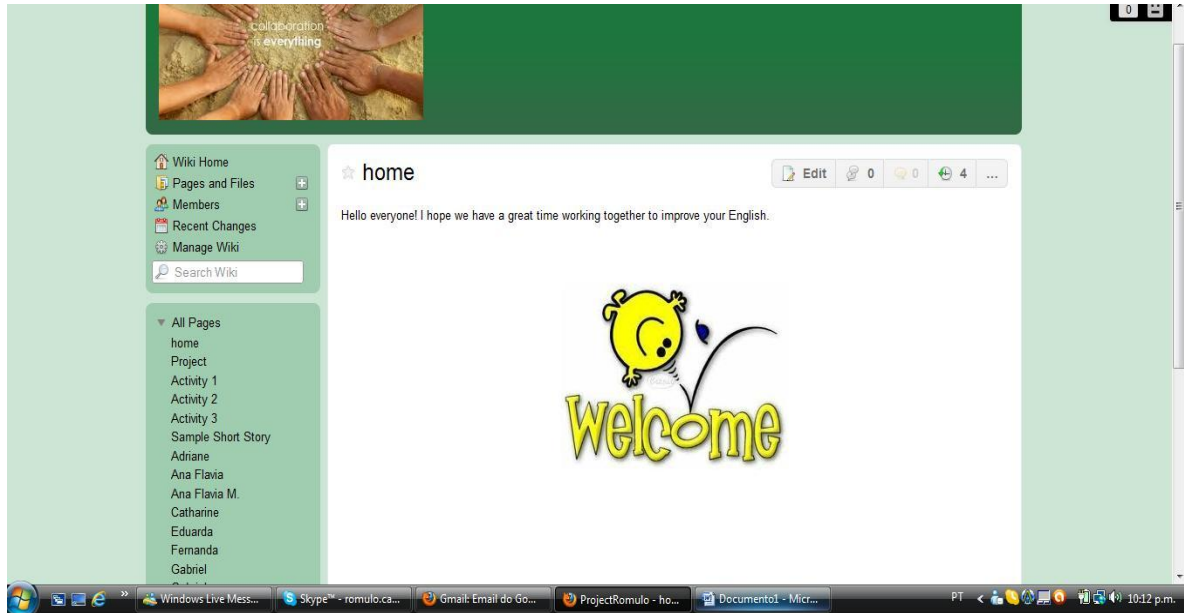 collaboration
is everything
0
Wiki Home
Pages and Files
Members
Recent Changes
Manage Wiki
Search Wiki
home
Edit 0 0 4 ...
Hello everyone! I hope we have a great time working together to improve your English.
Welcome
All Pages
home
Project
Activity 1
Activity 2
Activity 3
Sample Short Story
Adriane
Ana Flavia
Ana Flavia M.
Catharine
Eduarda
Fernanda
Gabriel
Windows Live Mess... Skype™ - romulo.ca... Gmail: Email do Go... ProjectRomulo - ho... Documento1 - Micr... PT 10:12 p.m.